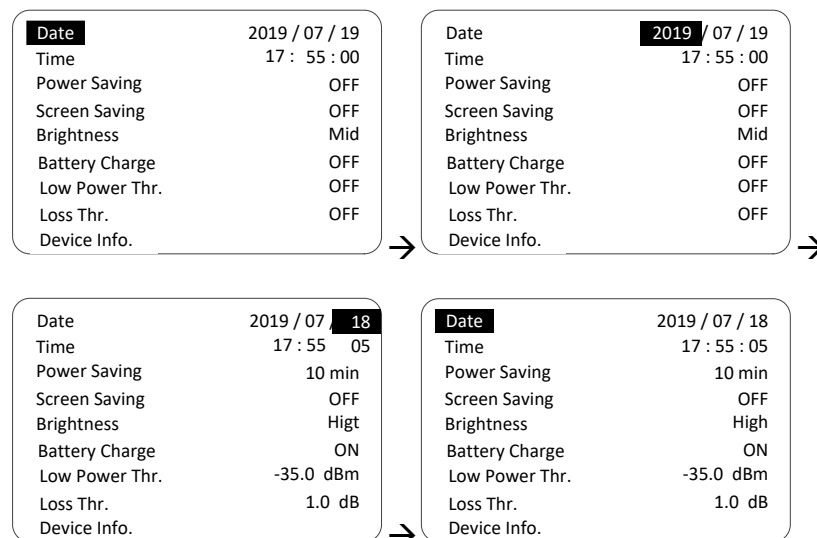 Date 2019 / 07 / 19
Time 17 : 55 : 00
Power Saving OFF
Screen Saving OFF
Brightness Mid
Battery Charge OFF
Low Power Thr. OFF
Loss Thr. OFF
Device Info.
→
Date 2019 / 07 / 19
Time 17 : 55 : 00
Power Saving OFF
Screen Saving OFF
Brightness Mid
Battery Charge OFF
Low Power Thr. OFF
Loss Thr. OFF
Device Info.
→
Date 2019 / 07 / 18
Time 17 : 55 05
Power Saving 10 min
Screen Saving OFF
Brightness Higt
Battery Charge ON
Low Power Thr. -35.0 dBm
Loss Thr. 1.0 dB
Device Info.
→
Date 2019 / 07 / 18
Time 17 : 55 : 05
Power Saving 10 min
Screen Saving OFF
Brightness High
Battery Charge ON
Low Power Thr. -35.0 dBm
Loss Thr. 1.0 dB
Device Info.